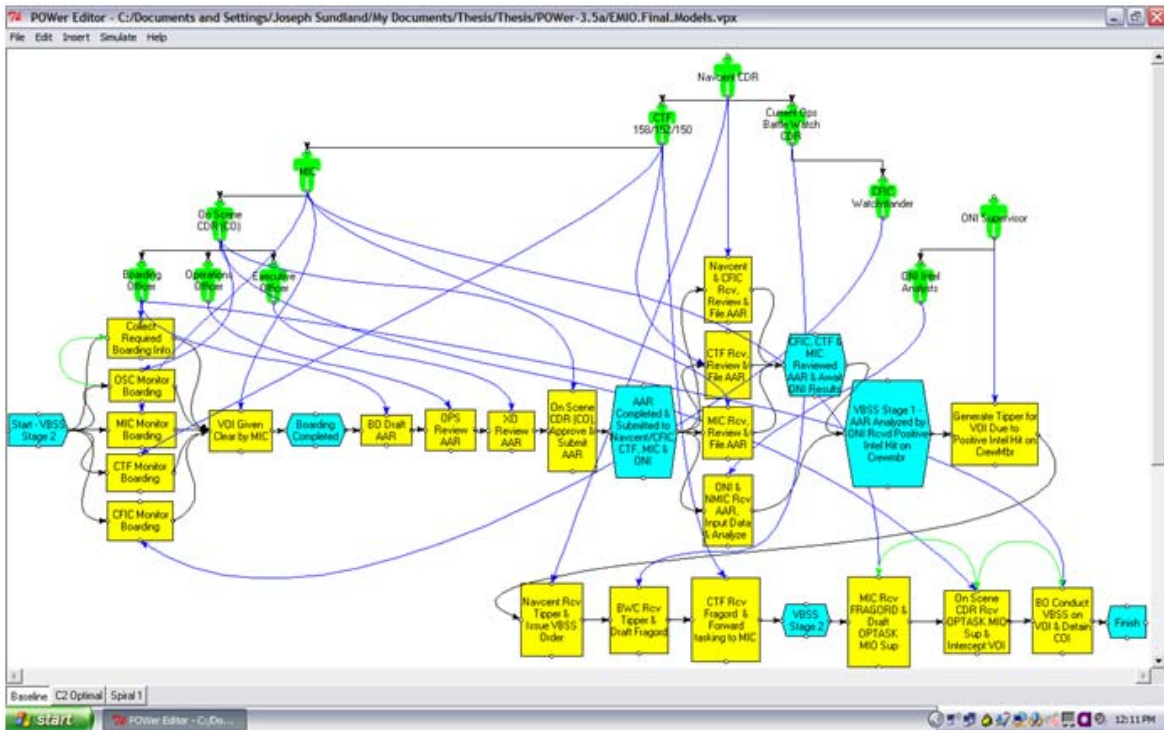 POWer Editor - C:/Documents and Settings/Joseph Sundland/My Documents/Thesis/Thesis/POWer-3.5a/EMIO.Final.Models.vpx
File Edit Insert Simulate Help
Navcent CDR
CTF
158/152/150
Current Ops
Battle Watch
CDR
MIC
CFIC
Watchstander
On Scene
CDR (CO)
ONI Supervisor
Boarding
Officer
Operations
Officer
Executive
Officer
ONI Intel
Analysts
Navcent
& CFIC
Rcv,
Review &
File AAR
Collect
Required
Boarding Info.
CTF Rcv,
Review &
File AAR
CFIC, CTF &
MIC
Reviewed
AAR & Await
ONI Results
OSC Monitor
Boarding
Start - VBSS
Stage 2
MIC Monitor
Boarding
VOI Given
Clear by MIC
Boarding
Completed
BO Draft
AAR
OPS
Review
AAR
XO Review
AAR
On Scene
CDR (CO),
Approve &
Submit
AAR
AAR
Completed &
Submitted to
Navcent/CFIC
CTF, MIC &
ONI
MIC Rcv,
Review &
File AAR
VBSS Stage 1 -
AAR Analyzed by
ONI Rcvd Positive
Intel Hit on
Crewmbr
Generate Tipper for
VOI Due to
Positive Intel Hit
on CrewMbr
CTF Monitor
Boarding
CFIC Monitor
Boarding
ONI &
NMIC Rcv
AAR,
Input Data
& Analyze
Navcent Rcv
Tipper &
Issue VBSS
Order
BWC Rcv
Tipper &
Draft Fragord
CTF Rcv
Fragord &
Forward
tasking to MIC
VBSS
Stage 2
MIC Rcv
FRAGORD &
Draft
OPTASK
MIO Sup
On Scene
CDR Rcv
OPTASK MIO
Sup &
Intercept VOI
BO Conduct
VBSS on
VOI & Detain
COI
Finish
Baseline C2 Optimal Spiral 1
start POWer Editor - C:/Do... 12:11 PM